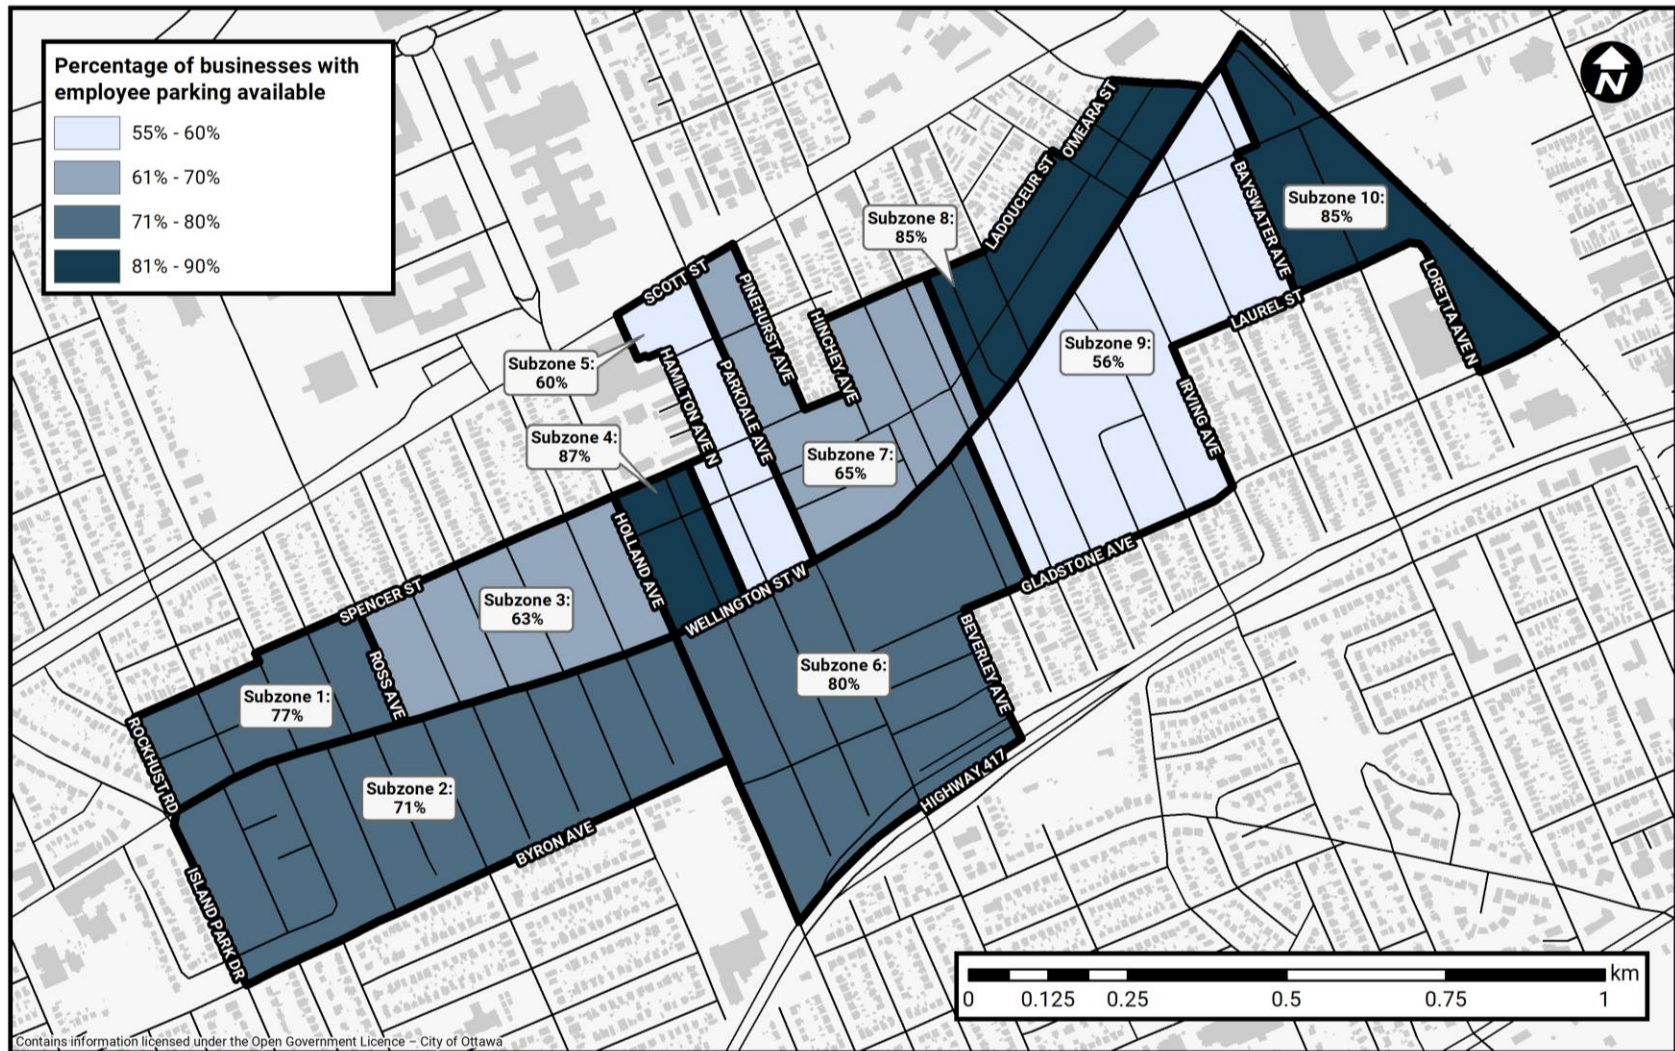 Percentage of businesses with
employee parking available
55% - 60%
61% - 70%
71% - 80%
81% - 90%
N
O'MEARA ST
LADOUCEUR ST
BAYSWATER AVE
Subzone 10:
85%
Subzone 8:
85%
SCOTT ST
PINEHURST AVE
HINCHEY AVE
LAUREL ST
LORETTA AVE N
Subzone 5:
60%
HAMILTON AVE N
PARKDALE AVE
Subzone 9:
56%
IRVING AVE
Subzone 4:
87%
Subzone 7:
65%
HOLLAND AVE
WELLINGTON ST W
GLADSTONE AVE
SPENCER ST
Subzone 3:
63%
ROSS AVE
BEVERLEY AVE
Subzone 6:
80%
Subzone 1:
77%
ROCKHUST RD
Subzone 2:
71%
HIGHWAY 417
BYRON AVE
ISLAND PARK DR
km
0 0.125 0.25 0.5 0.75 1
Contains information licensed under the Open Government Licence – City of Ottawa